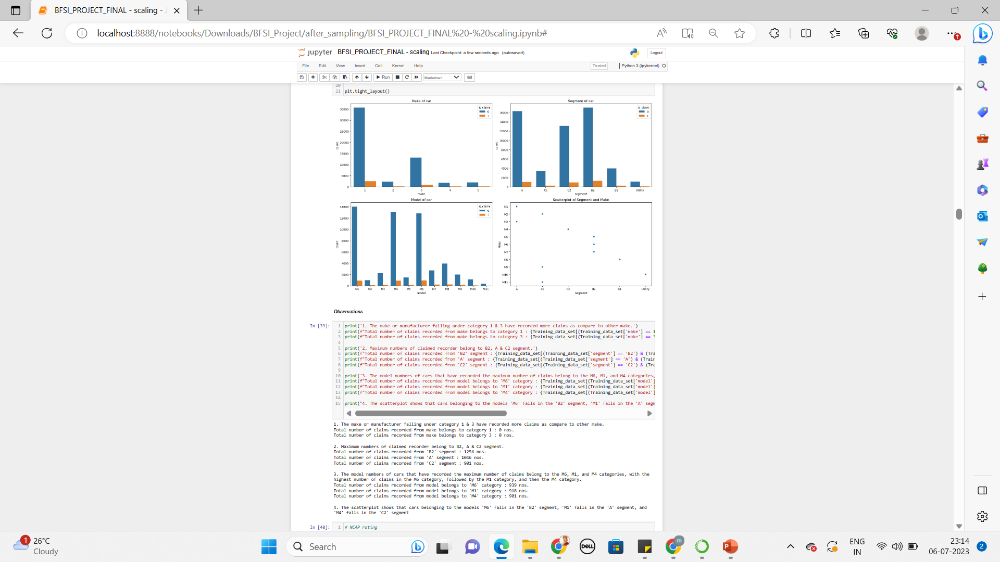 BFSI_PROJECT_FINAL - scaling - J
localhost:8888/notebooks/Downloads/BFSI_Project/after_sampling/BFSI_PROJECT_FINAL%20-%20scaling.ipynb#
jupyter BFSI_PROJECT_FINAL - scaling Last Checkpoint: a few seconds ago (autosaved)
Logout
File Edit View Insert Cell Kernel Help
Trusted
Python 3 (ipykernel)
Run
Markdown
20
21 plt.tight_layout()
Make of car
is_claim
0
1
35000
30000
25000
20000
15000
10000
5000
0
count
1 2 3 4 5
make
Segment of car
is_claim
0
1
16000
14000
12000
10000
8000
6000
4000
2000
0
count
A C1 C2 B2 B1 Utility
segment
Model of car
is_claim
0
1
14000
12000
10000
8000
6000
4000
2000
0
count
M1 M2 M3 M4 M5 M6 M7 M8 M9 M10 M11
model
Scatterplot of Segment and Make
M1
M2
M3
M4
M5
M6
M7
M8
M9
M10
M11
Make
A C1 C2 B2 B1 Utility
Segment
Observations
In [39]:
1 print('1. The make or manufacturer falling under category 1 & 3 have recorded more claims as compare to other make.')
2 print(f"Total number of claims recorded from make belongs to category 1 : {Training_data_set[(Training_data_set['make'] == 1
3 print(f"Total number of claims recorded from make belongs to category 3 : {Training_data_set[(Training_data_set['make'] == 3
4
5 print('2. Maximum numbers of claimed recorder belong to B2, A & C2 segment.')
6 print(f"Total number of claims recorded from 'B2' segment : {Training_data_set[(Training_data_set['segment'] == 'B2') & (Tra
7 print(f"Total number of claims recorded from 'A' segment : {Training_data_set[(Training_data_set['segment'] == 'A') & (Train
8 print(f"Total number of claims recorded from 'C2' segment : {Training_data_set[(Training_data_set['segment'] == 'C2') & (Tra
9
10 print('3. The model numbers of cars that have recorded the maximum number of claims belong to the M6, M1, and M4 categories,
11 print(f"Total number of claims recorded from model belongs to 'M6' category : {Training_data_set[(Training_data_set['model']
12 print(f"Total number of claims recorded from model belongs to 'M1' category : {Training_data_set[(Training_data_set['model']
13 print(f"Total number of claims recorded from model belongs to 'M4' category : {Training_data_set[(Training_data_set['model']
14
15 print("4. The scatterplot shows that cars belonging to the models 'M6' falls in the 'B2' segment, 'M1' falls in the 'A' segm
1. The make or manufacturer falling under category 1 & 3 have recorded more claims as compare to other make.
Total number of claims recorded from make belongs to category 1 : 0 nos.
Total number of claims recorded from make belongs to category 3 : 0 nos.
2. Maximum numbers of claimed recorder belong to B2, A & C2 segment.
Total number of claims recorded from 'B2' segment : 1256 nos.
Total number of claims recorded from 'A' segment : 1046 nos.
Total number of claims recorded from 'C2' segment : 901 nos.
3. The model numbers of cars that have recorded the maximum number of claims belong to the M6, M1, and M4 categories, with the
highest number of claims in the M6 category, followed by the M1 category, and then the M4 category.
Total number of claims recorded from model belongs to 'M6' category : 939 nos.
Total number of claims recorded from model belongs to 'M1' category : 918 nos.
Total number of claims recorded from model belongs to 'M4' category : 901 nos.
4. The scatterplot shows that cars belonging to the models 'M6' falls in the 'B2' segment, 'M1' falls in the 'A' segment, and
'M4' falls in the 'C2' segment
In [40]:
1 # NCAP rating
1
26°C
Cloudy
Search
DELL
m
P
ENG
IN
23:14
06-07-2023
2